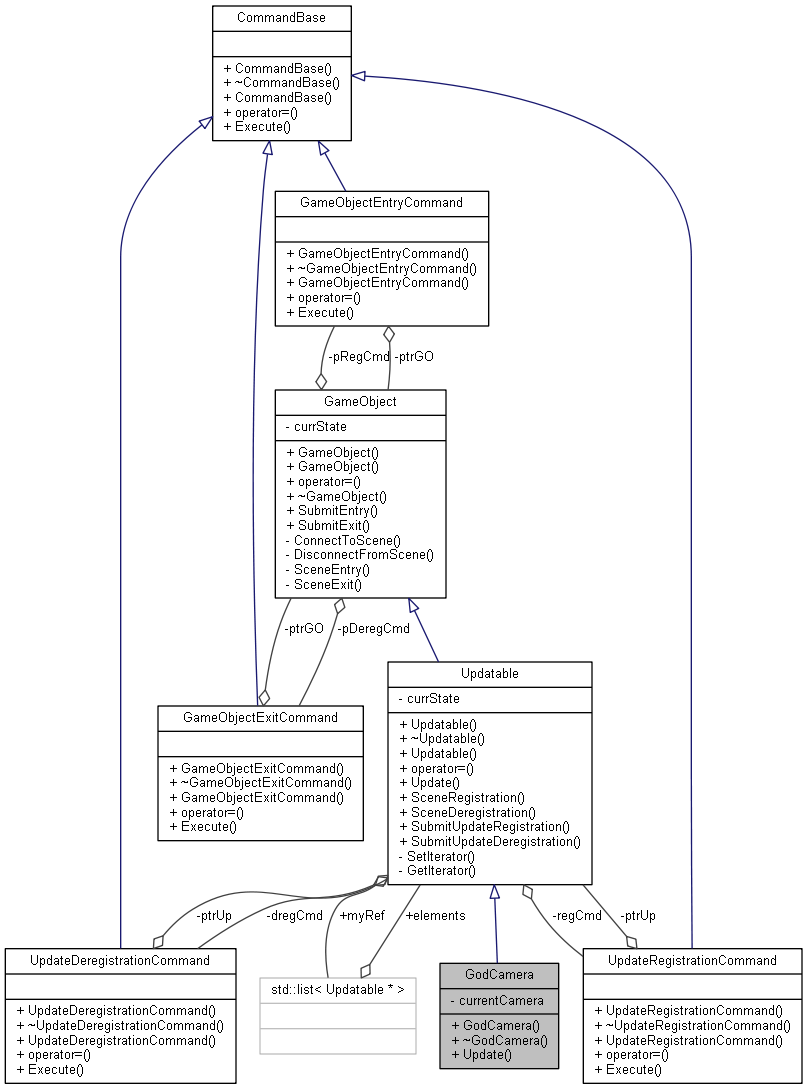 CommandBase
+ CommandBase()
+ ~CommandBase()
+ CommandBase()
+ operator=()
+ Execute()
GameObjectEntryCommand
+ GameObjectEntryCommand()
+ ~GameObjectEntryCommand()
+ GameObjectEntryCommand()
+ operator=()
+ Execute()
-pRegCmd
-ptrGO
GameObject
- currState
+ GameObject()
+ GameObject()
+ operator=()
+ ~GameObject()
+ SubmitEntry()
+ SubmitExit()
- ConnectToScene()
- DisconnectFromScene()
- SceneEntry()
- SceneExit()
-ptrGO
-pDeregCmd
GameObjectExitCommand
+ GameObjectExitCommand()
+ ~GameObjectExitCommand()
+ GameObjectExitCommand()
+ operator=()
+ Execute()
Updatable
- currState
+ Updatable()
+ ~Updatable()
+ Updatable()
+ operator=()
+ Update()
+ SceneRegistration()
+ SceneDeregistration()
+ SubmitUpdateRegistration()
+ SubmitUpdateDeregistration()
- SetIterator()
- GetIterator()
-ptrUp
-dregCmd
+myRef
+elements
-regCmd
-ptrUp
UpdateDeregistrationCommand
+ UpdateDeregistrationCommand()
+ ~UpdateDeregistrationCommand()
+ UpdateDeregistrationCommand()
+ operator=()
+ Execute()
std::list< Updatable * >
GodCamera
- currentCamera
+ GodCamera()
+ ~GodCamera()
+ Update()
UpdateRegistrationCommand
+ UpdateRegistrationCommand()
+ ~UpdateRegistrationCommand()
+ UpdateRegistrationCommand()
+ operator=()
+ Execute()